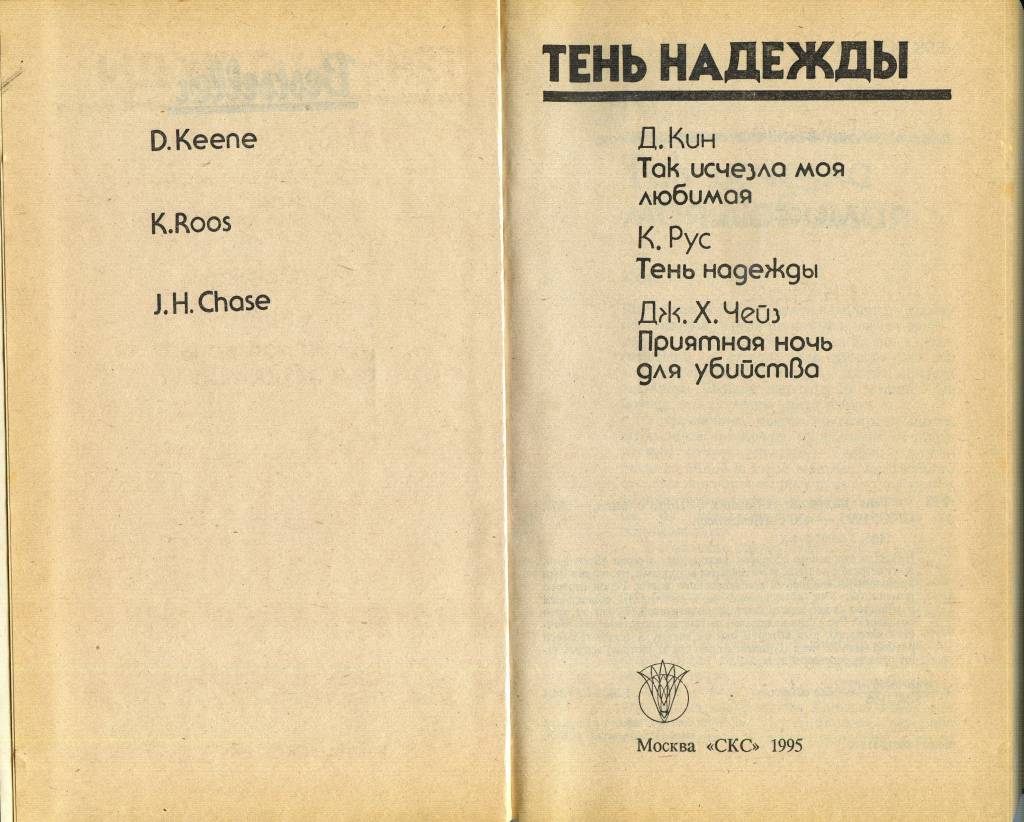 D.Keene
K.Roos
J.H.Chase
ТЕНЬ НАДЕЖДЫ
Д.Кин
Так исчезла моя
любимая
К. Рус
Тень надежды
Дж. Х. Чейз
Приятная ночь
для убийства
Москва «СКС» 1995